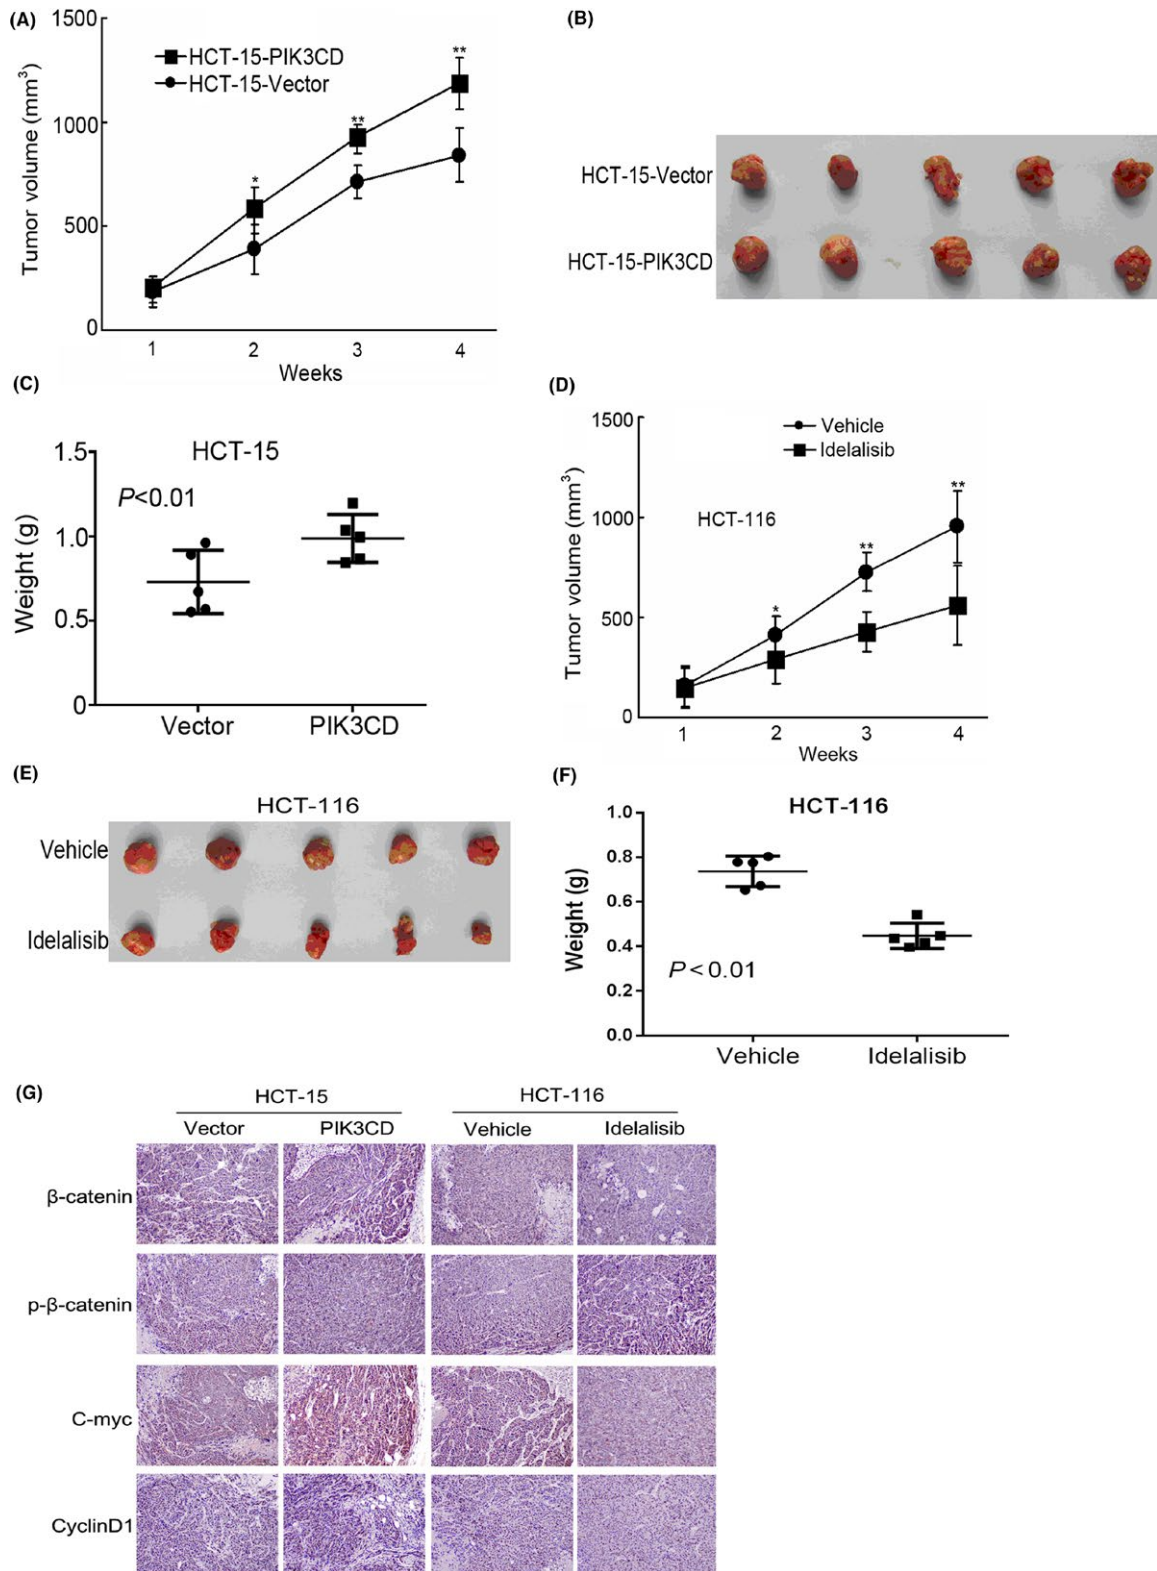 (A)
1500
1000
500
0
Tumor volume (mm³)
HCT-15-PIK3CD
HCT-15-Vector
*
**
**
1 2 3 4
Weeks
(B)
HCT-15-Vector
HCT-15-PIK3CD
(C)
HCT-15
P<0.01
1.5
1.0
0.5
0
Weight (g)
Vector PIK3CD
(D)
1500
1000
500
0
Tumor volume (mm³)
Vehicle
Idelalisib
HCT-116
*
**
**
1 2 3 4
Weeks
(E)
HCT-116
Vehicle
Idelalisib
(F)
HCT-116
1.0
0.8
0.6
0.4
0.2
0.0
Weight (g)
P < 0.01
Vehicle Idelalisib
(G)
HCT-15 HCT-116
Vector PIK3CD Vehicle Idelalisib
β-catenin
p-β-catenin
C-myc
CyclinD1